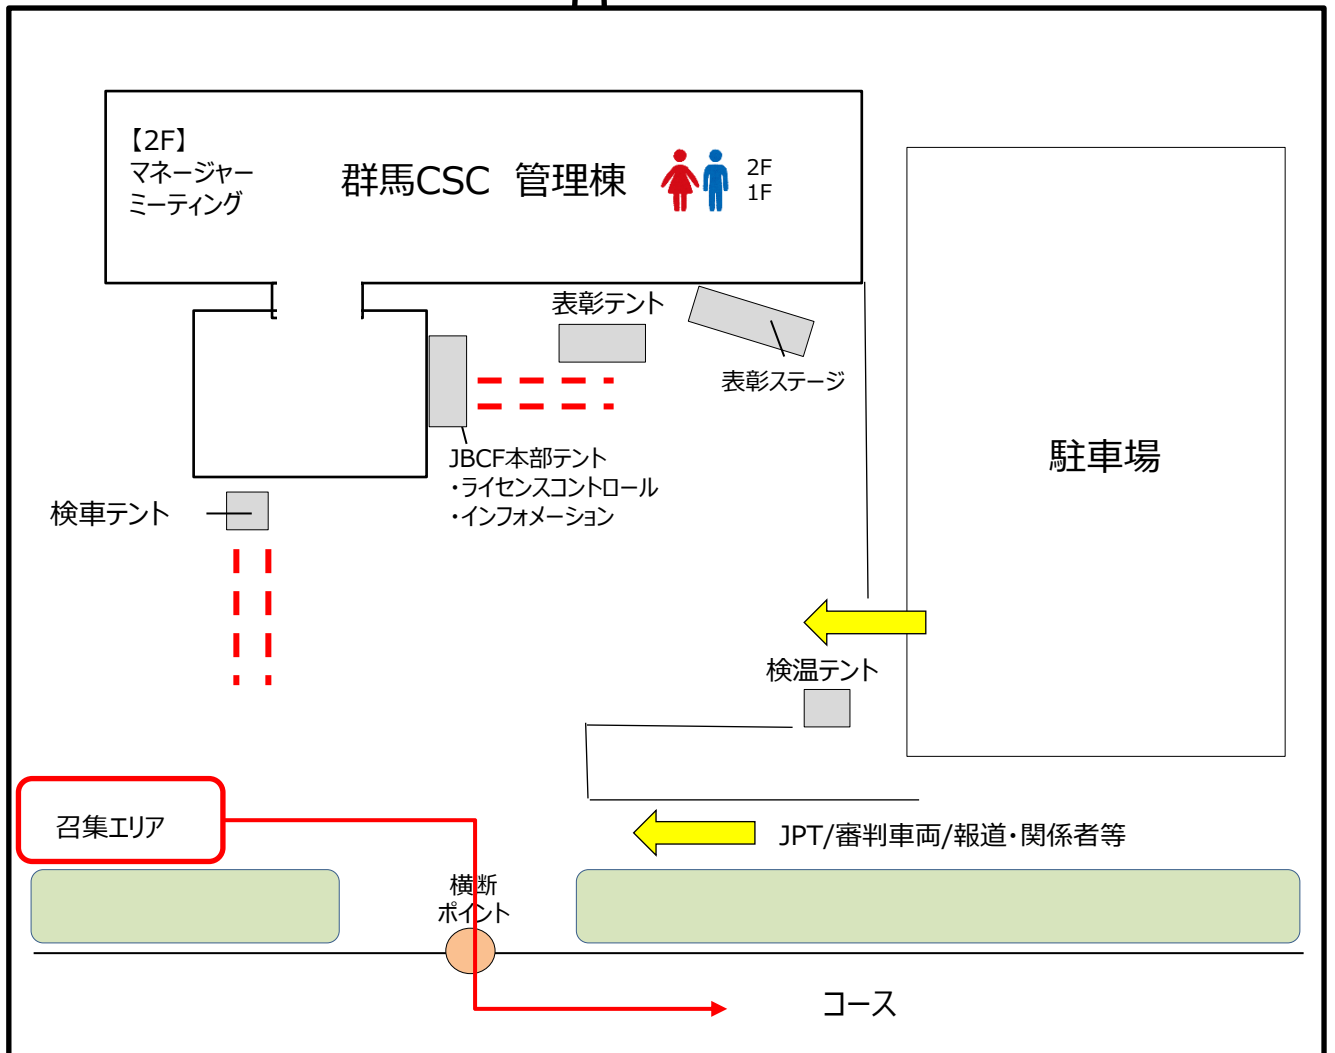 【2F】
マネージャー
ミーティング
群馬CSC 管理棟
2F
1F
表彰テント
表彰ステージ
JBCF本部テント
・ライセンスコントロール
・インフォメーション
検車テント
駐車場
検温テント
召集エリア
JPT/審判車両/報道・関係者等
横断
ポイント
コース